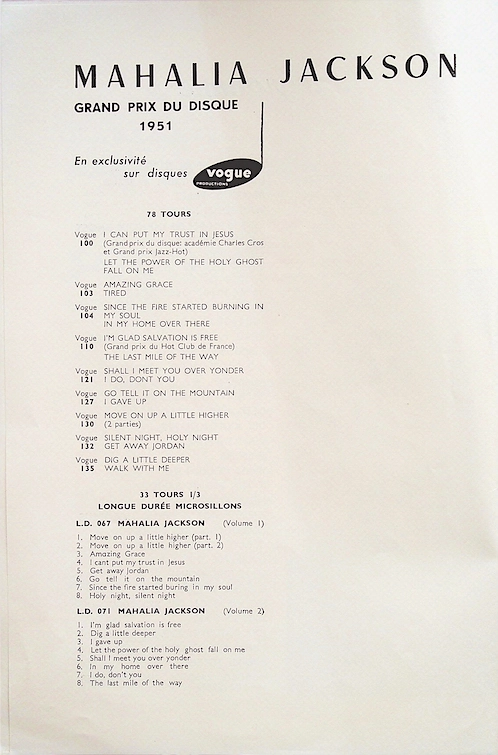 MAHALIA JACKSON
GRAND PRIX DU DISQUE
1951
En exclusivité
sur disques vogue
PRODUCTIONS
78 TOURS
Vogue I CAN PUT MY TRUST IN JESUS
100 (Grand prix du disque: académie Charles Cros
et Grand prix Jazz-Hot)
LET THE POWER OF THE HOLY GHOST
FALL ON ME
Vogue AMAZING GRACE
103 TIRED
Vogue SINCE THE FIRE STARTED BURNING IN
104 MY SOUL
IN MY HOME OVER THERE
Vogue I'M GLAD SALVATION IS FREE
110 (Grand prix du Hot Club de France)
THE LAST MILE OF THE WAY
Vogue SHALL I MEET YOU OVER YONDER
121 I DO, DONT YOU
Vogue GO TELL IT ON THE MOUNTAIN
127 I GAVE UP
Vogue MOVE ON UP A LITTLE HIGHER
130 (2 parties)
Vogue SILENT NIGHT, HOLY NIGHT
132 GET AWAY JORDAN
Vogue DIG A LITTLE DEEPER
135 WALK WITH ME
33 TOURS 1/3
LONGUE DURÉE MICROSILLONS
L.D. 067 MAHALIA JACKSON (Volume 1)
1. Move on up a little higher (part. 1)
2. Move on up a little higher (part. 2)
3. Amazing Grace
4. I cant put my trust in Jesus
5. Get away Jordan
6. Go tell it on the mountain
7. Since the fire started buring in my soul
8. Holy night, silent night
L.D. 071 MAHALIA JACKSON (Volume 2)
1. I'm glad salvation is free
2. Dig a little deeper
3. I gave up
4. Let the power of the holy ghost fall on me
5. Shall I meet you over yonder
6. In my home over there
7. I do, don't you
8. The last mile of the way